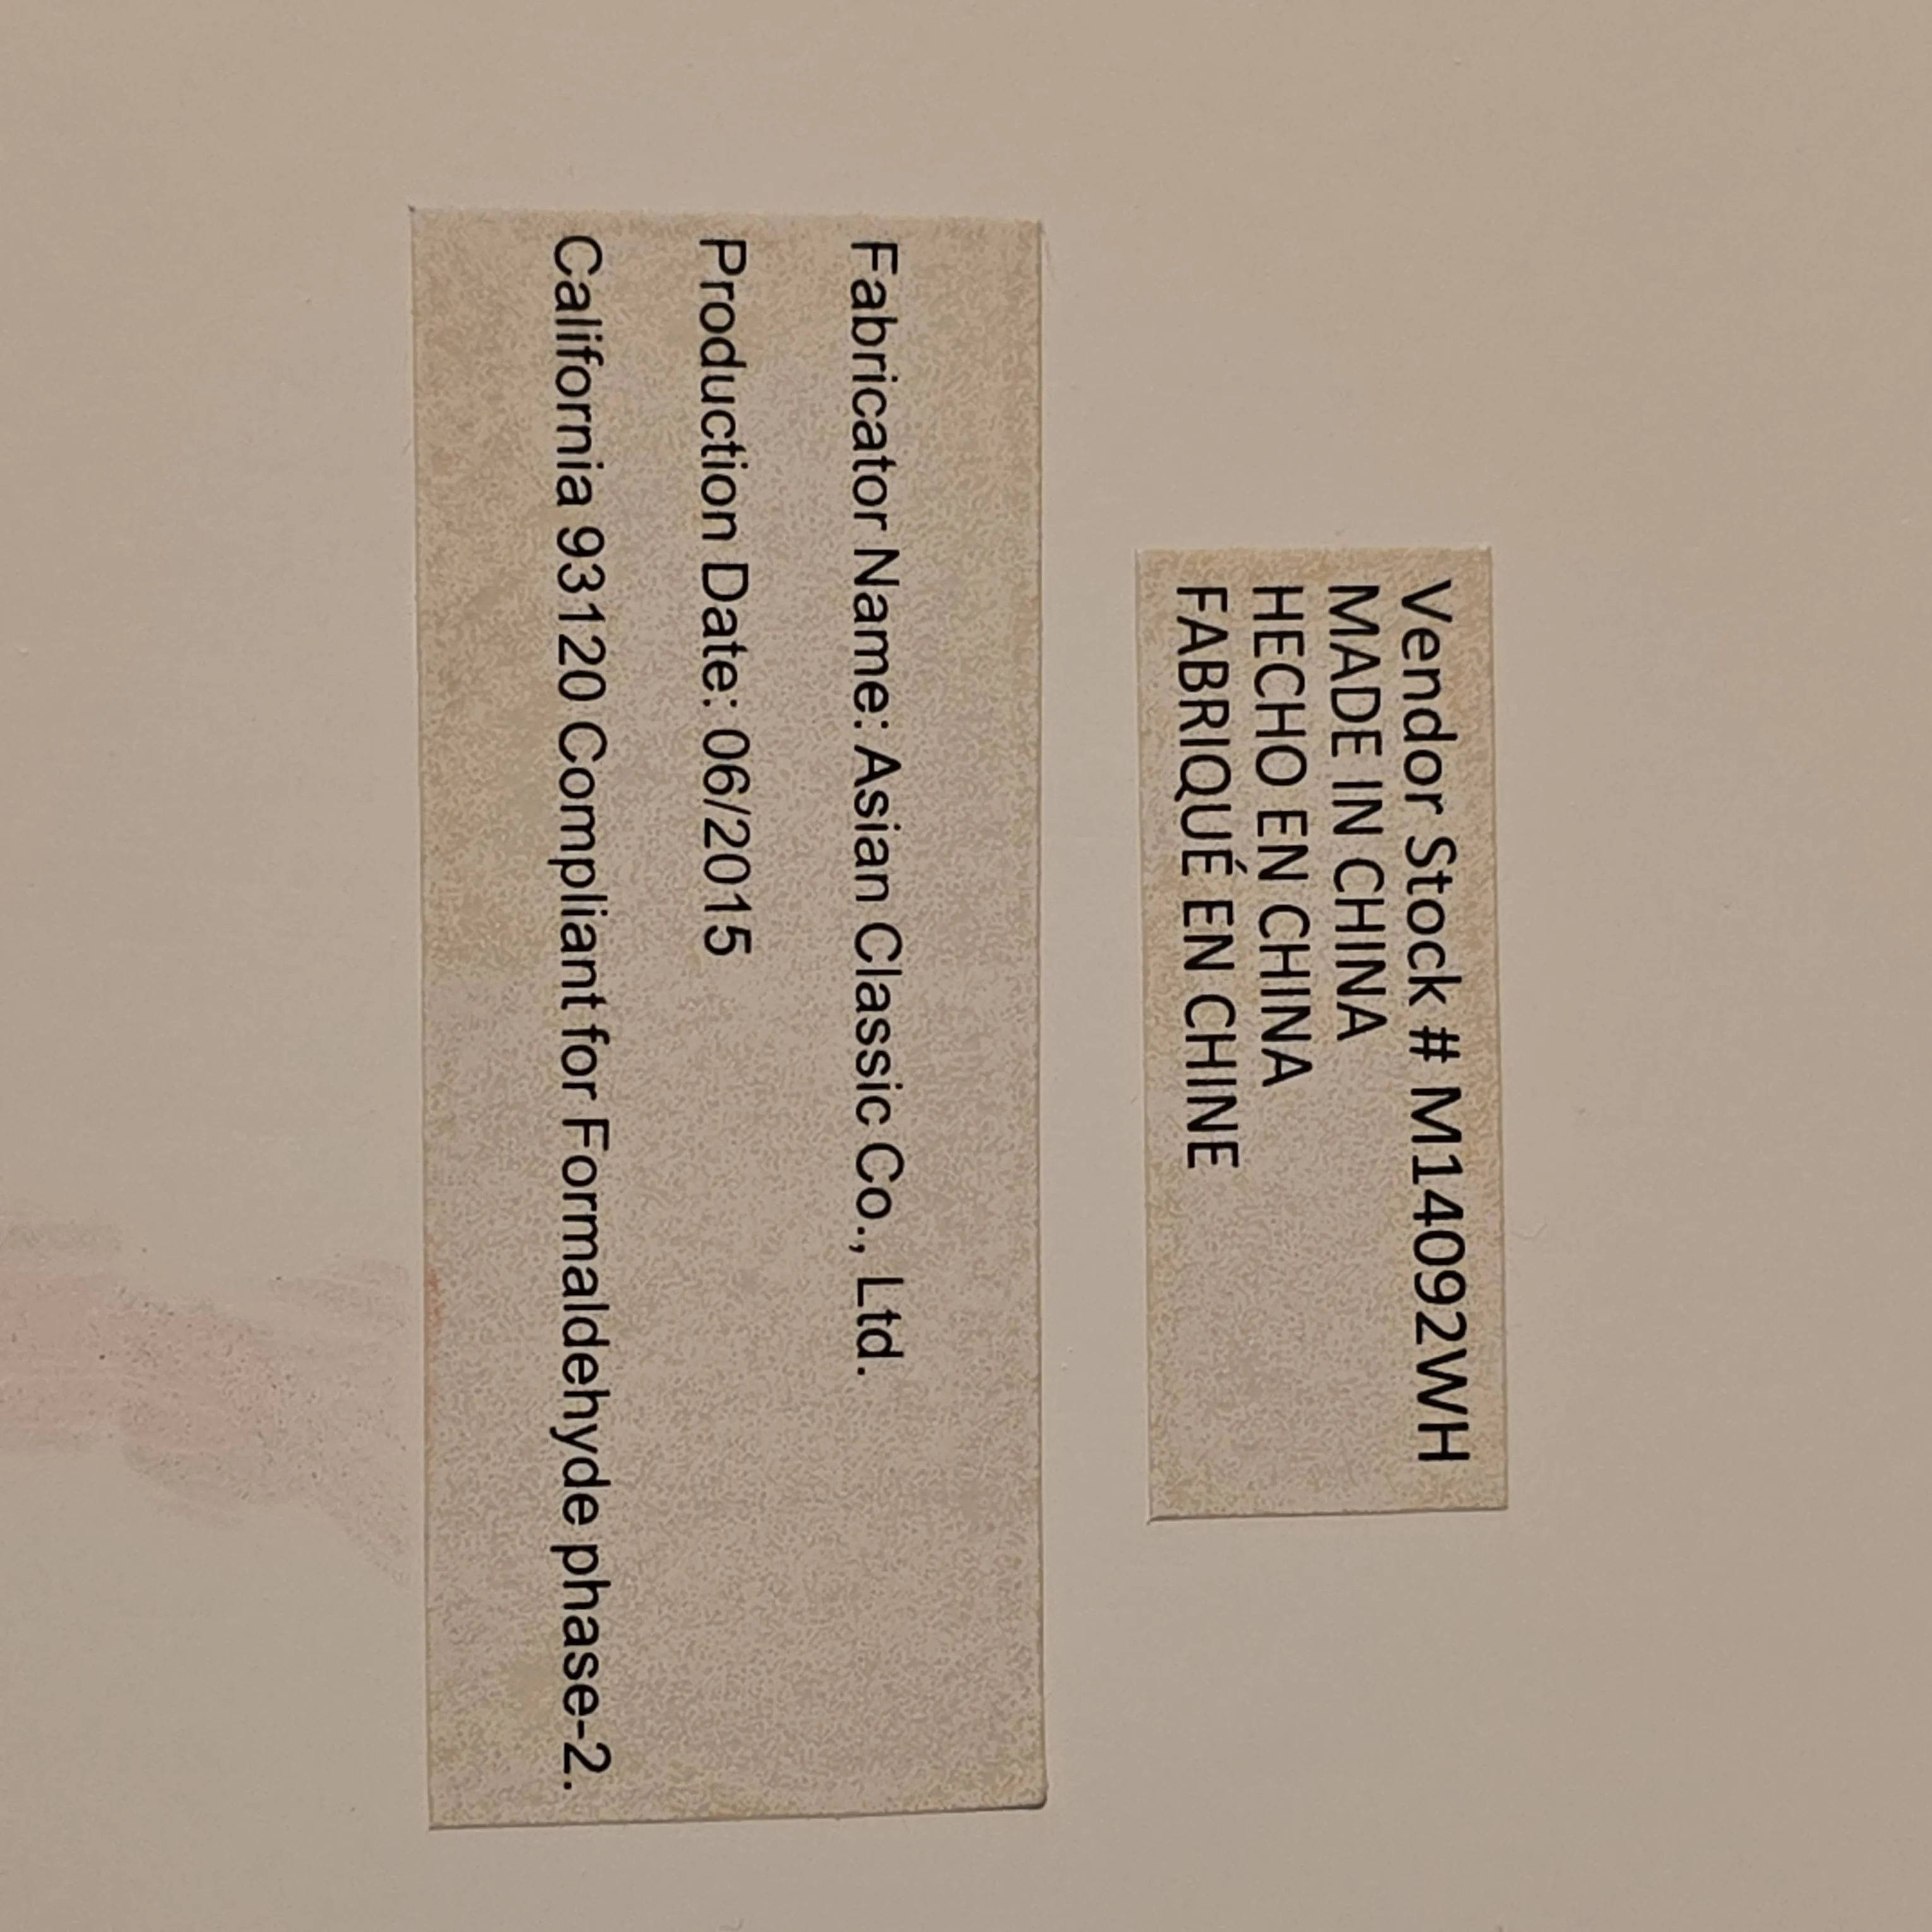 Vendor Stock # M14092WH
MADE IN CHINA
HECHO EN CHINA
FABRIQUÉ EN CHINE
Fabricator Name: Asian Classic Co., Ltd.
Production Date: 06/2015
California 93120 Compliant for Formaldehyde phase-2.